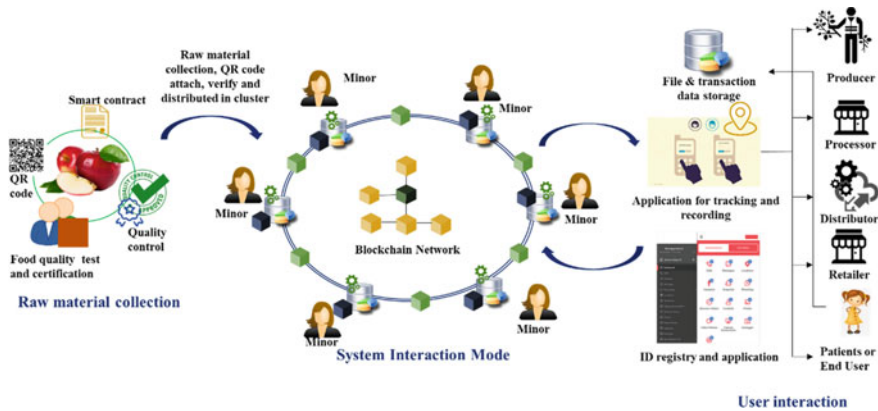 Smart contract
QR
code
Quality
control
Food quality test
and certification
Raw material collection
Raw material
collection, QR code
attach, verify and
distributed in cluster
Minor
Minor
Minor
Minor
Minor
Minor
Blockchain Network
System Interaction Mode
File & transaction
data storage
Application for tracking and
recording
ID registry and application
Producer
Processor
Distributor
Retailer
Patients or
End User
User interaction